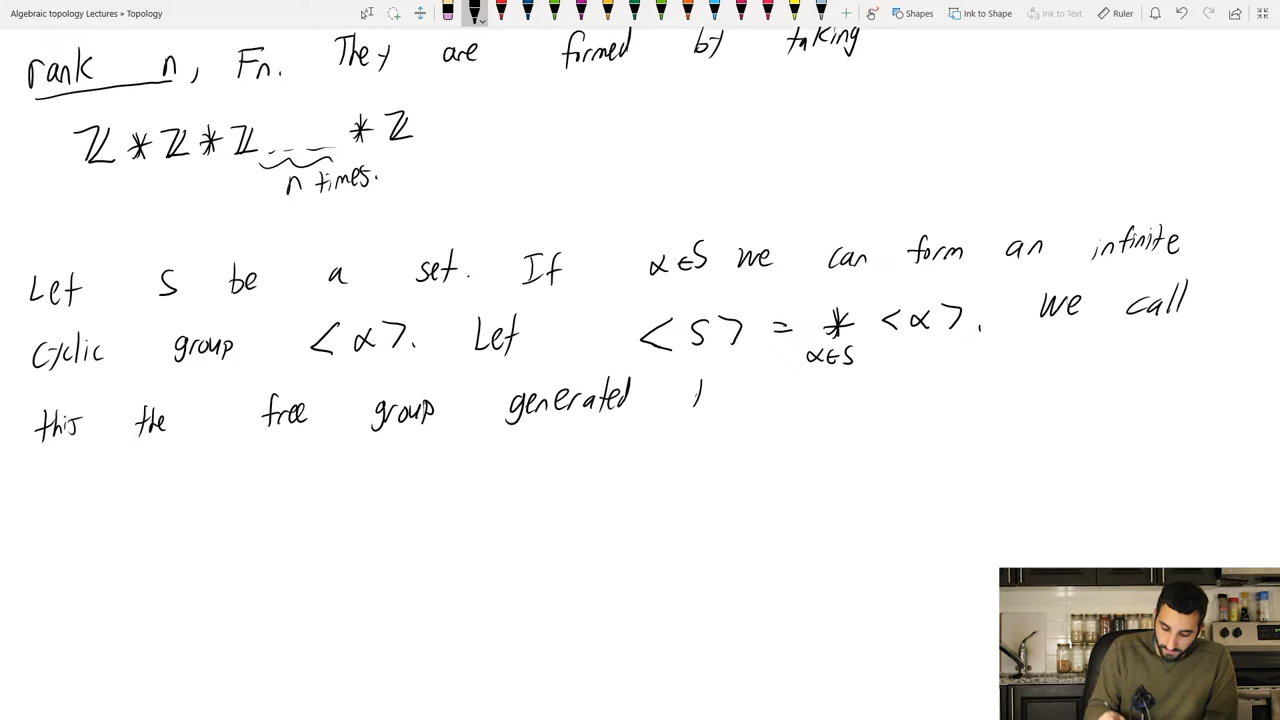 Algebraic topology Lectures » Topology
Shapes Ink to Shape Ink to Text Ruler
rank n, Fn. They are formed by taking
ℤ * ℤ * ℤ ... * ℤ
n times.
Let S be a set. If α∈S we can form an infinite
cyclic group <α>. Let <S> = * <α>. We call
α∈S
this the free group generated